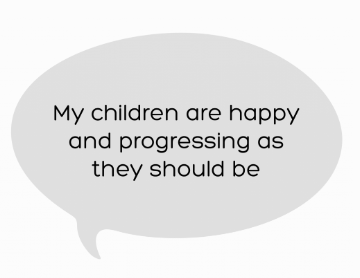 My children are happy
and progressing as
they should be